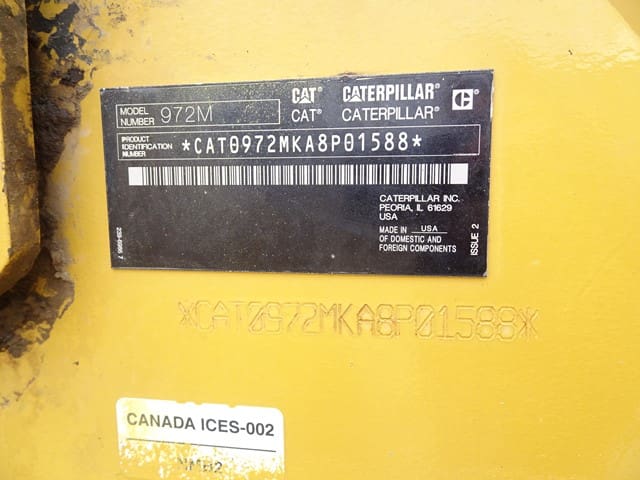 MODEL NUMBER 972M
CAT® CATERPILLAR® C
CAT® CATERPILLAR®
PRODUCT IDENTIFICATION NUMBER *CAT0972MKA8P01588*
CATERPILLAR INC.
PEORIA, IL 61629
USA
MADE IN USA
OF DOMESTIC AND
FOREIGN COMPONENTS
ISSUE 2
*CAT0972MKA8P01588*
CANADA ICES-002